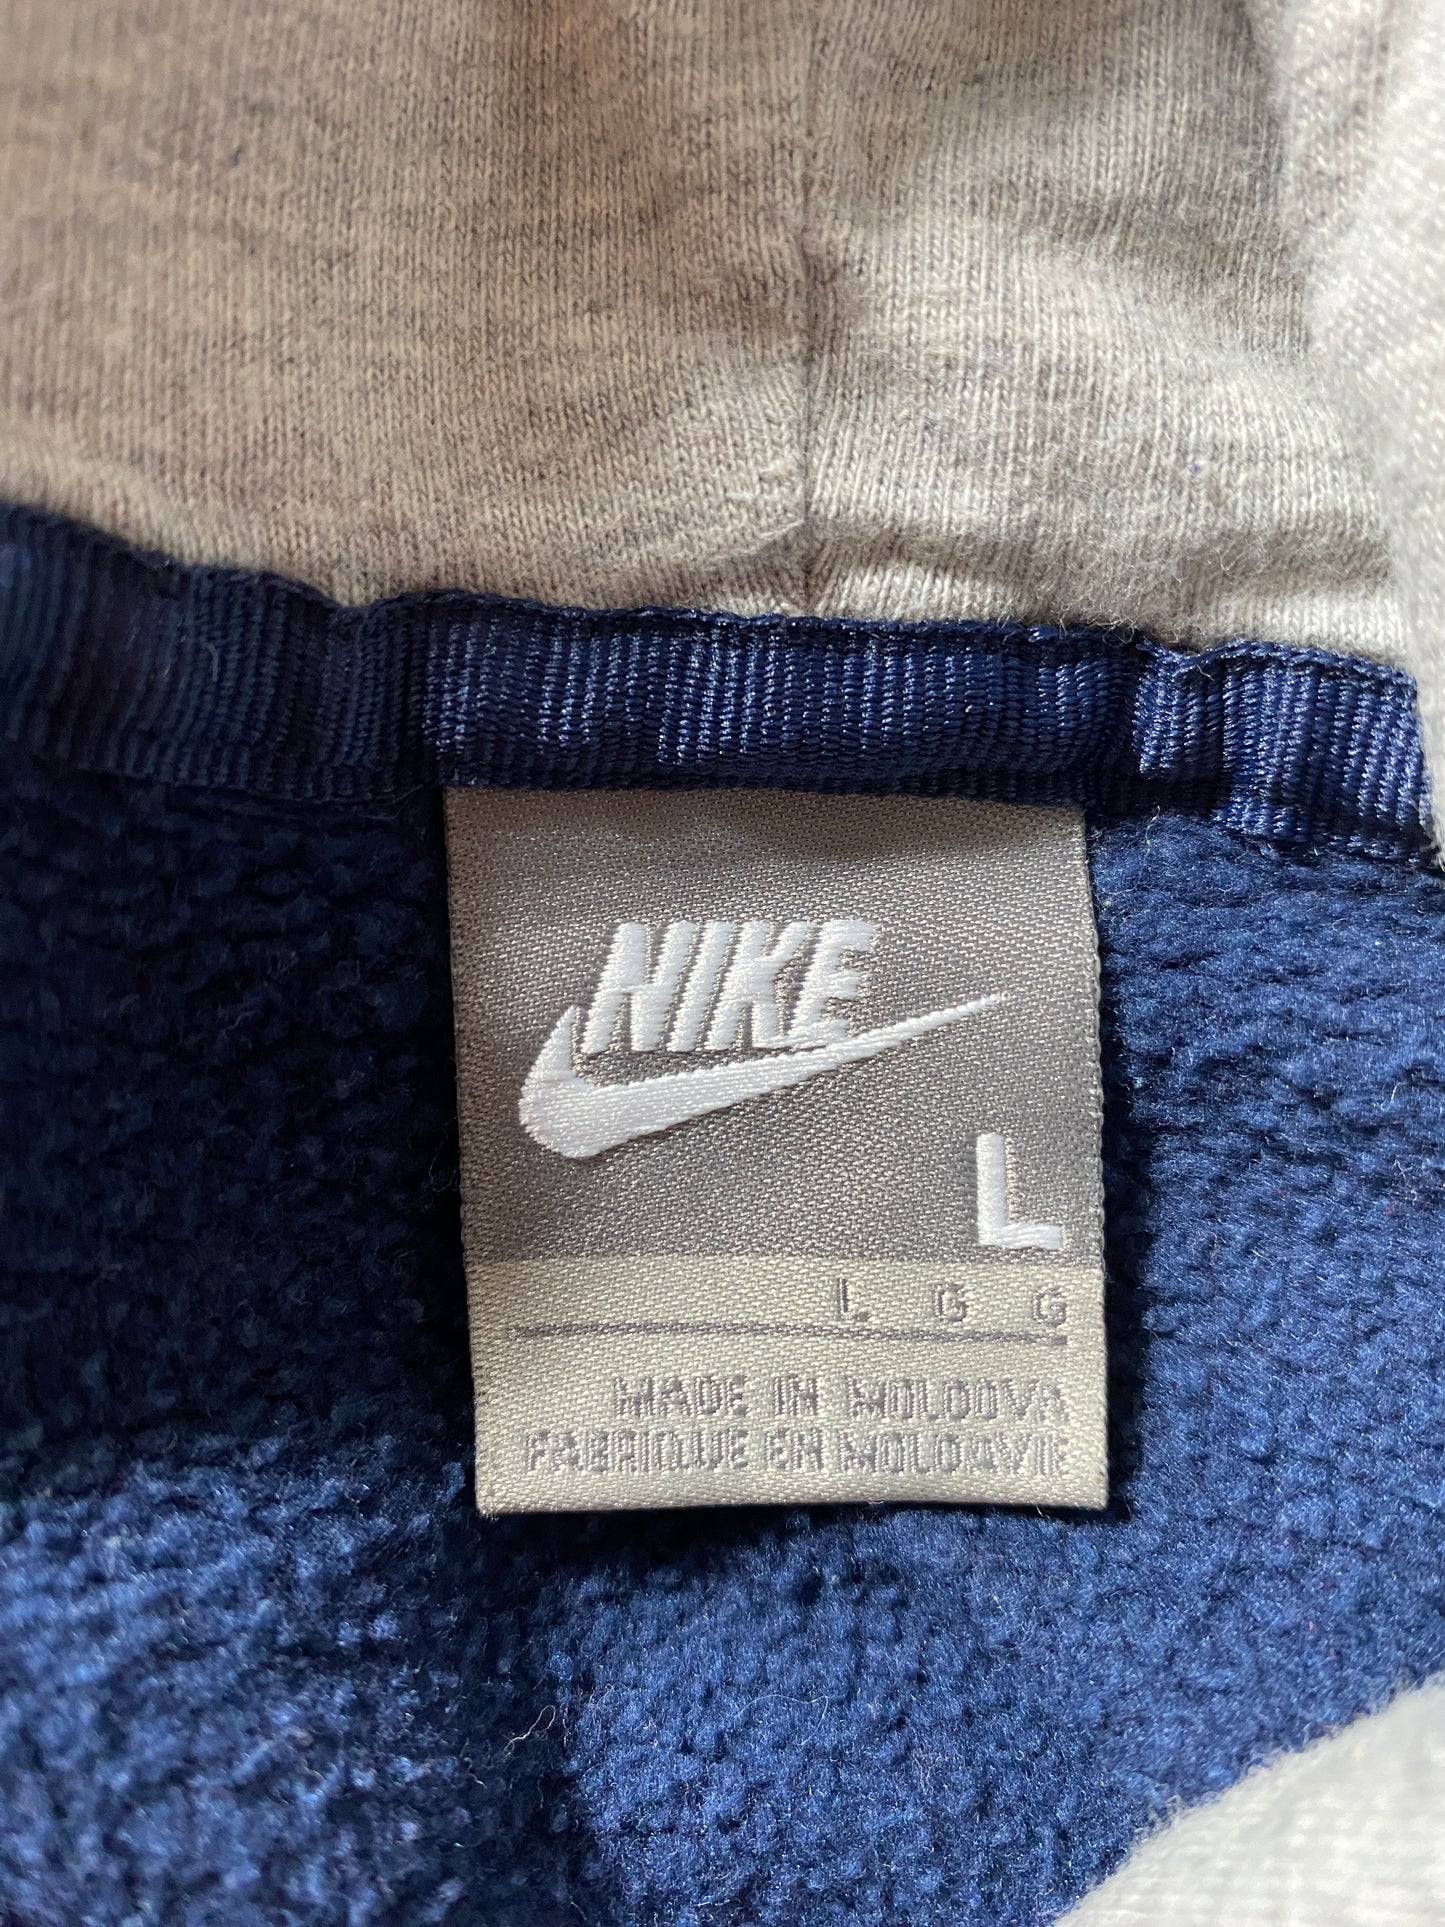 NIKE
L
L G G
MADE IN MOLDOVA
FABRIQUE EN MOLDAVIE